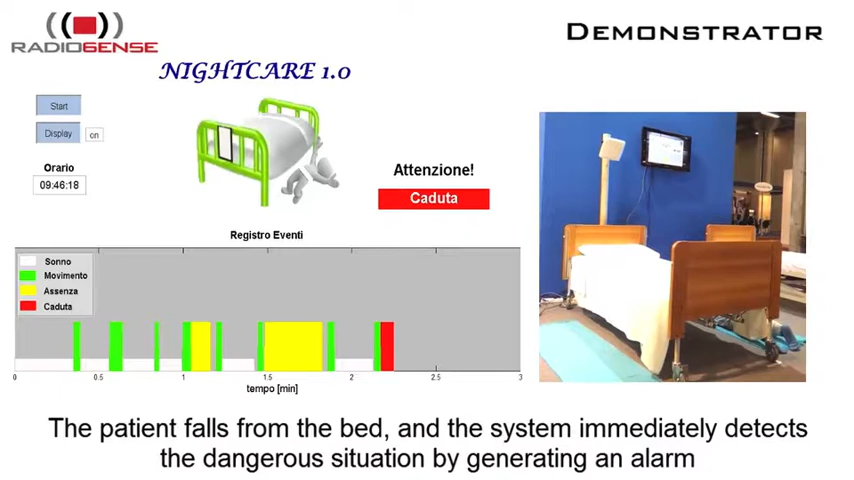 RADIO6ENSE
DEMONSTRATOR
NIGHTCARE 1.0
Start
Display
on
Orario
09:46:18
Attenzione!
Caduta
Registro Eventi
Sonno
Movimento
Assenza
Caduta
0 0.5 1 1.5 2 2.5 3
tempo [min]
The patient falls from the bed, and the system immediately detects
the dangerous situation by generating an alarm